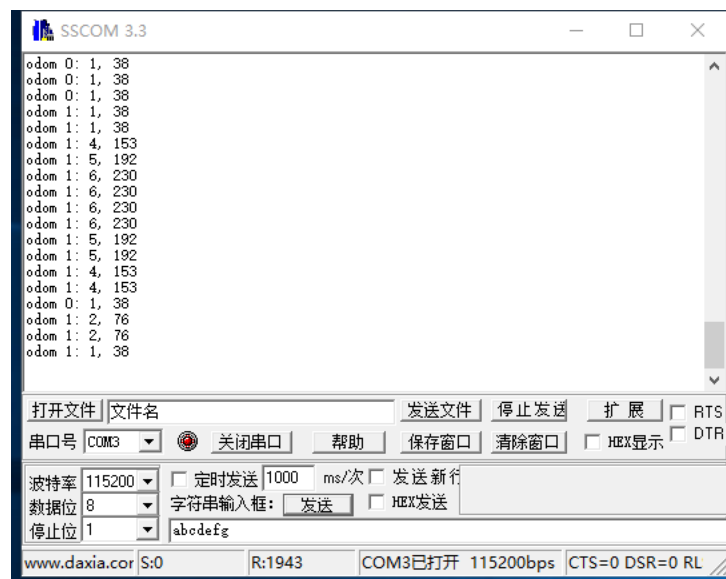 SSCOM 3.3
odom 0: 1, 38
odom 0: 1, 38
odom 0: 1, 38
odom 1: 1, 38
odom 1: 1, 38
odom 1: 4, 153
odom 1: 5, 192
odom 1: 6, 230
odom 1: 6, 230
odom 1: 6, 230
odom 1: 6, 230
odom 1: 5, 192
odom 1: 5, 192
odom 1: 4, 153
odom 1: 4, 153
odom 0: 1, 38
odom 1: 2, 76
odom 1: 2, 76
odom 1: 1, 38
打开文件 文件名 发送文件 停止发送 扩展 RTS
串口号 COM3 关闭串口 帮助 保存窗口 清除窗口 HEX显示 DTR
波特率 115200 定时发送 1000 ms/次 发送新行
数据位 8 字符串输入框: 发送 HEX发送
停止位 1 abcdefg
www.daxia.cor S:0 R:1943 COM3已打开 115200bps CTS=0 DSR=0 RL